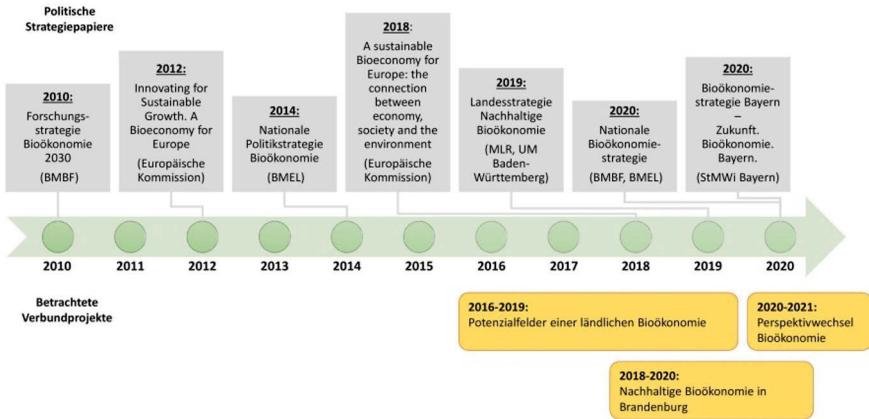 Politische
Strategiepapiere
2010:
Forschungs-
strategie
Bioökonomie
2030
(BMBF)
2012:
Innovating for
Sustainable
Growth. A
Bioeconomy for
Europe
(Europäische
Kommission)
2014:
Nationale
Politikstrategie
Bioökonomie
(BMEL)
2018:
A sustainable
Bioeconomy for
Europe: the
connection
between
economy,
society and the
environment
(Europäische
Kommission)
2019:
Landesstrategie
Nachhaltige
Bioökonomie
(MLR, UM
Baden-
Württemberg)
2020:
Nationale
Bioökonomie-
strategie
(BMBF, BMEL)
2020:
Bioökonomie-
strategie Bayern
–
Zukunft.
Bioökonomie.
Bayern.
(StMWi Bayern)
2010 2011 2012 2013 2014 2015 2016 2017 2018 2019 2020
Betrachtete
Verbundprojekte
2016-2019:
Potenzialfelder einer ländlichen Bioökonomie
2020-2021:
Perspektivwechsel
Bioökonomie
2018-2020:
Nachhaltige Bioökonomie in
Brandenburg